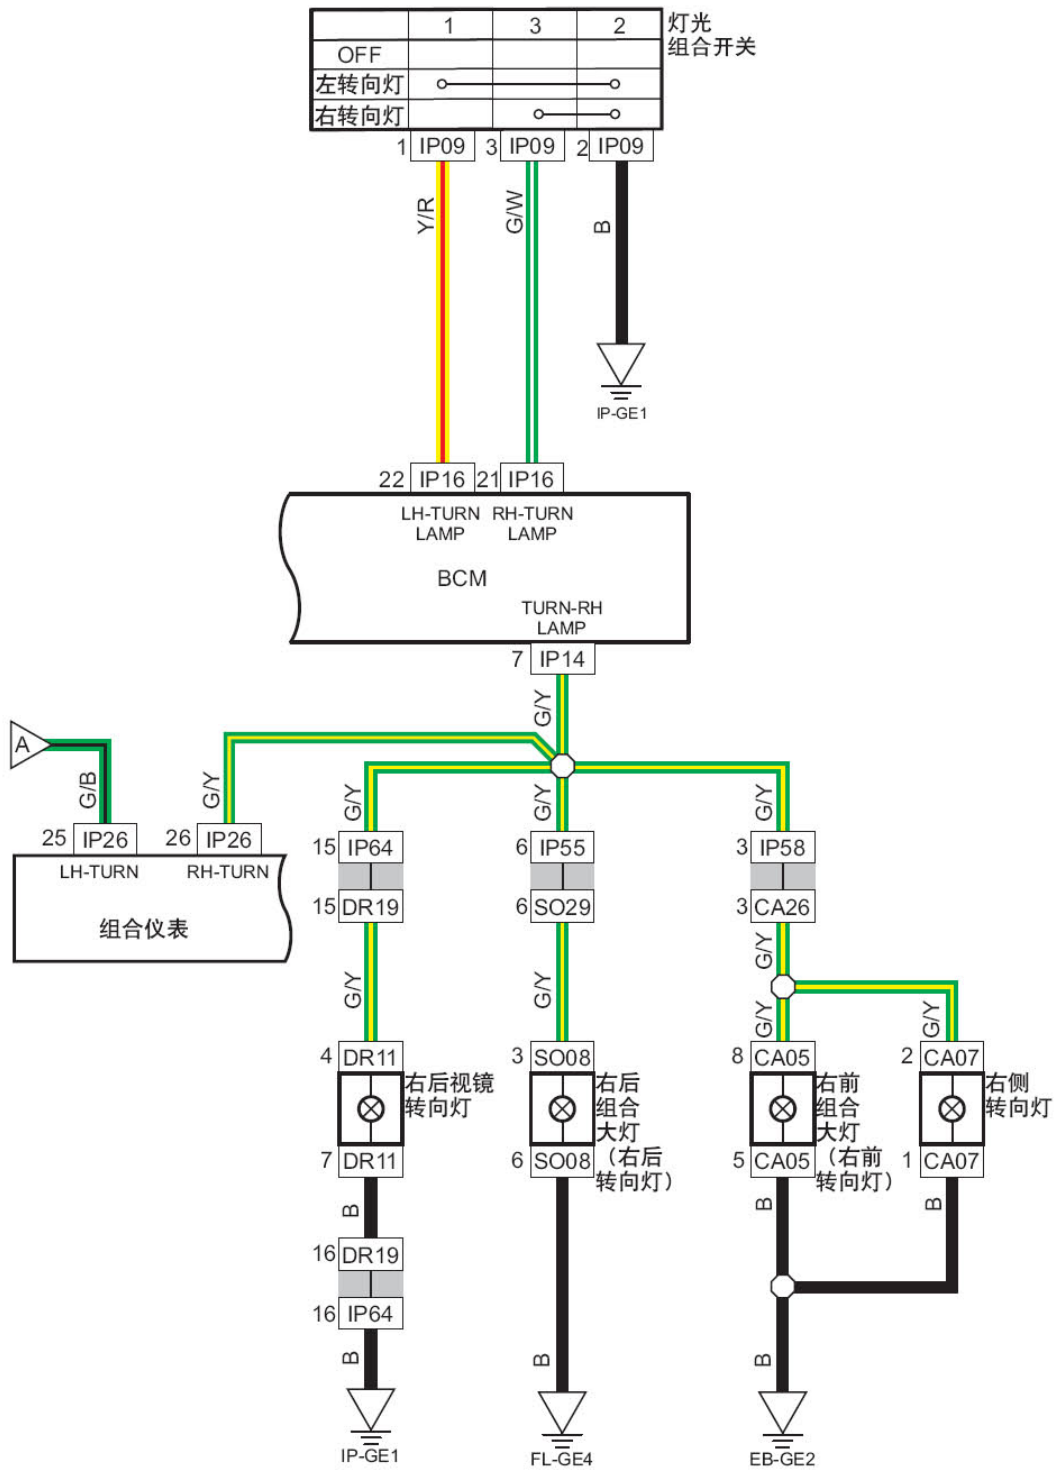 1 3 2 灯光
组合开关
OFF
左转向灯
右转向灯
1 IP09 3 IP09 2 IP09
Y/R G/W B
IP-GE1
22 IP16 21 IP16
LH-TURN RH-TURN
LAMP LAMP
BCM
TURN-RH
LAMP
7 IP14
G/Y
A
G/B G/Y G/Y G/Y G/Y
25 IP26 26 IP26 15 IP64 6 IP55 3 IP58
LH-TURN RH-TURN
组合仪表
15 DR19 6 SO29 3 CA26
G/Y
G/Y G/Y G/Y G/Y
4 DR11 3 SO08 8 CA05 2 CA07
右后视镜 右后 右前 右侧
转向灯 组合 组合 转向灯
大灯 大灯
7 DR11 6 SO08 （右后 5 CA05 （右前 1 CA07
转向灯） 转向灯）
B B B
16 DR19
16 IP64
B B B
IP-GE1 FL-GE4 EB-GE2